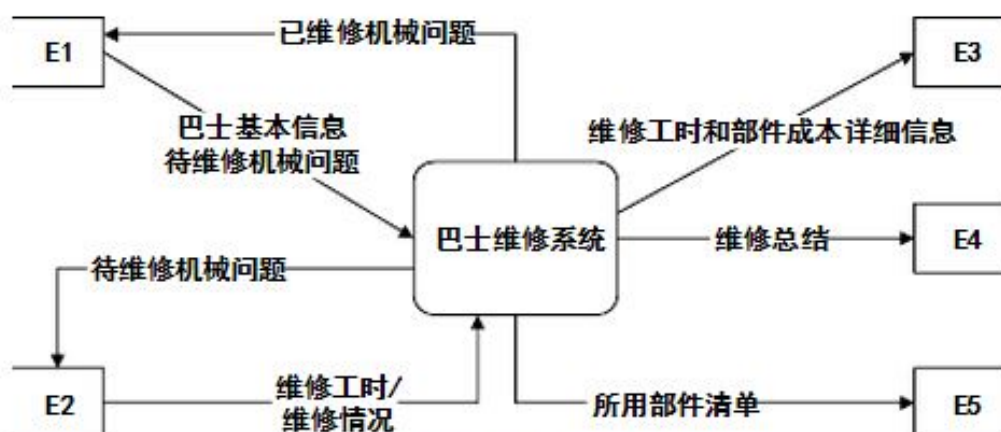 已维修机械问题
E1
E3
巴士基本信息
待维修机械问题
维修工时和部件成本详细信息
巴士维修系统
维修总结
E4
待维修机械问题
E2
维修工时/
维修情况
所用部件清单
E5